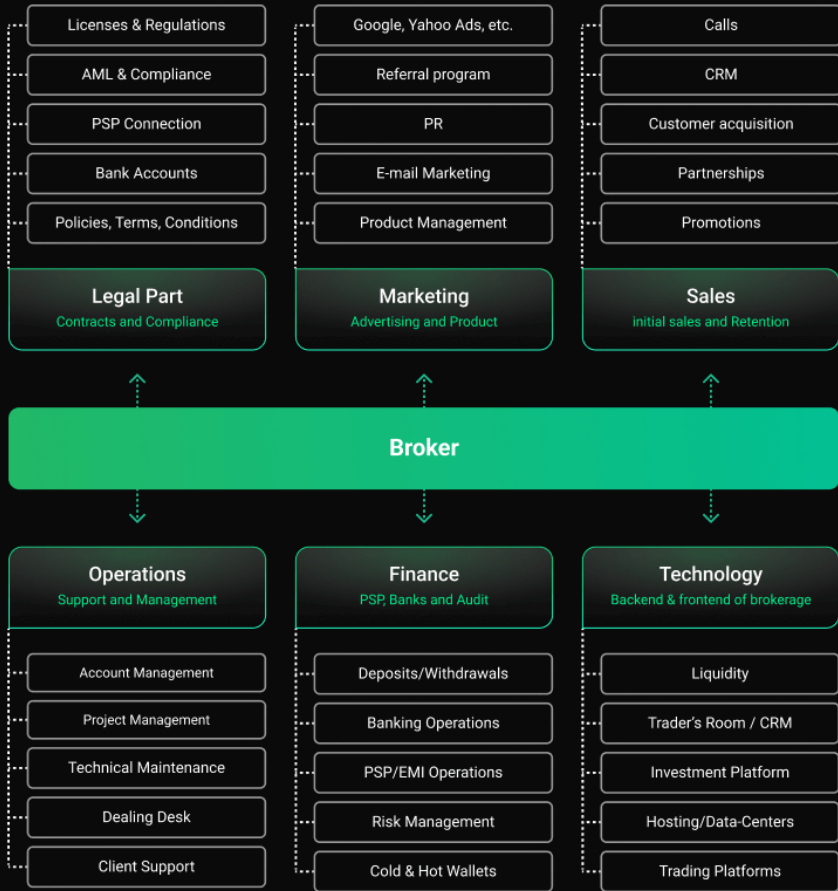 Licenses & Regulations
AML & Compliance
PSP Connection
Bank Accounts
Policies, Terms, Conditions
Legal Part
Contracts and Compliance
Google, Yahoo Ads, etc.
Referral program
PR
E-mail Marketing
Product Management
Marketing
Advertising and Product
Calls
CRM
Customer acquisition
Partnerships
Promotions
Sales
initial sales and Retention
Broker
Operations
Support and Management
Account Management
Project Management
Technical Maintenance
Dealing Desk
Client Support
Finance
PSP, Banks and Audit
Deposits/Withdrawals
Banking Operations
PSP/EMI Operations
Risk Management
Cold & Hot Wallets
Technology
Backend & frontend of brokerage
Liquidity
Trader's Room / CRM
Investment Platform
Hosting/Data-Centers
Trading Platforms